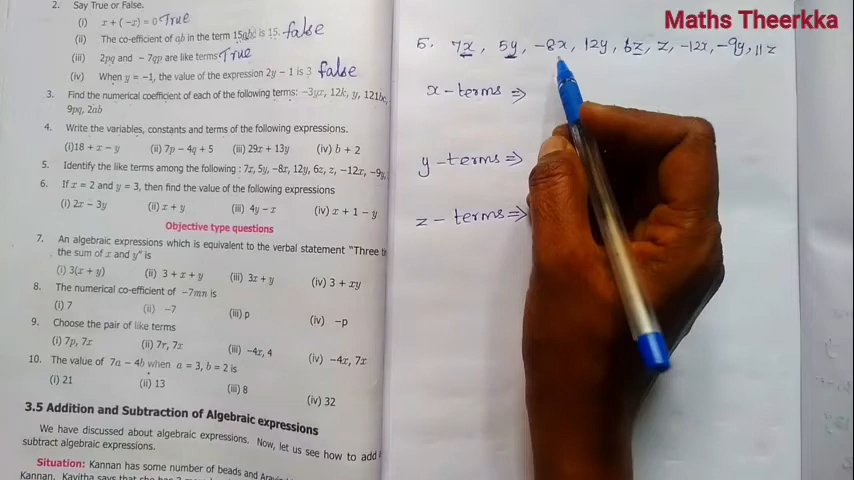 Maths Theerkka
2. Say True or False.
(i) x + (−x) = 0 True
(ii) The co-efficient of ab in the term 15abc is 15. false
(iii) 2pq and − 7qp are like terms True
(iv) When y = −1, the value of the expression 2y − 1 is 3 false
3. Find the numerical coefficient of each of the following terms: −3yx, 12k, y, 121bc,
9pq, 2ab
4. Write the variables, constants and terms of the following expressions.
(i)18 + x − y (ii) 7p − 4q + 5 (iii) 29x + 13y (iv) b + 2
5. Identify the like terms among the following : 7x, 5y, −8x, 12y, 6z, z, −12x, −9y,
6. If x = 2 and y = 3, then find the value of the following expressions
(i) 2x − 3y (ii) x + y (iii) 4y − x (iv) x + 1 − y
Objective type questions
7. An algebraic expressions which is equivalent to the verbal statement "Three
the sum of x and y" is
(i) 3(x + y) (ii) 3 + x + y (iii) 3x + y (iv) 3 + xy
8. The numerical co-efficient of −7mn is
(i) 7 (ii) −7 (iii) p (iv) −p
9. Choose the pair of like terms
(i) 7p, 7x (ii) 7r, 7x (iii) −4x, 4 (iv) −4x, 7x
10. The value of 7a − 4b when a = 3, b = 2 is
(i) 21 (ii) 13 (iii) 8 (iv) 32
3.5 Addition and Subtraction of Algebraic expressions
We have discussed about algebraic expressions. Now, let us see how to add
subtract algebraic expressions.
Situation: Kannan has some number of beads and
Kannan. Kavitha says that she has
5. 7x, 5y, −8x, 12y, 6z, z, −12x, −9y, 11z
x - terms ⇒
y - terms ⇒
z - terms ⇒